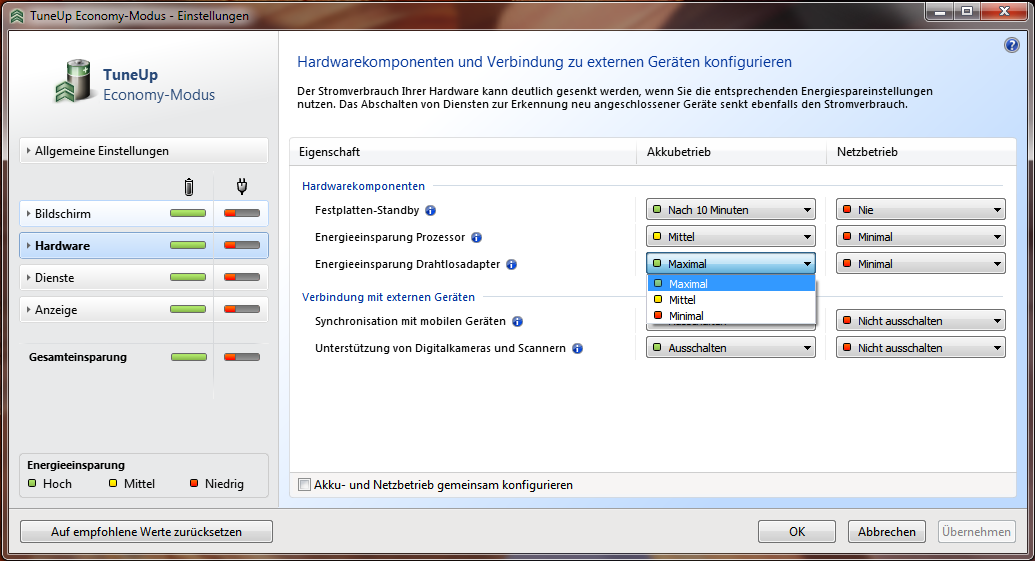 TuneUp Economy-Modus - Einstellungen
TuneUp
Economy-Modus
Allgemeine Einstellungen
Bildschirm
Hardware
Dienste
Anzeige
Gesamteinsparung
Energieeinsparung
Hoch Mittel Niedrig
Hardwarekomponenten und Verbindung zu externen Geräten konfigurieren
Der Stromverbrauch Ihrer Hardware kann deutlich gesenkt werden, wenn Sie die entsprechenden Energiespareinstellungen
nutzen. Das Abschalten von Diensten zur Erkennung neu angeschlossener Geräte senkt ebenfalls den Stromverbrauch.
Eigenschaft Akkubetrieb Netzbetrieb
Hardwarekomponenten
Festplatten-Standby Nach 10 Minuten Nie
Energieeinsparung Prozessor Mittel Minimal
Energieeinsparung Drahtlosadapter Maximal Minimal
Maximal
Mittel
Minimal
Verbindung mit externen Geräten
Synchronisation mit mobilen Geräten Nicht ausschalten
Unterstützung von Digitalkameras und Scannern Ausschalten Nicht ausschalten
Akku- und Netzbetrieb gemeinsam konfigurieren
Auf empfohlene Werte zurücksetzen OK Abbrechen Übernehmen